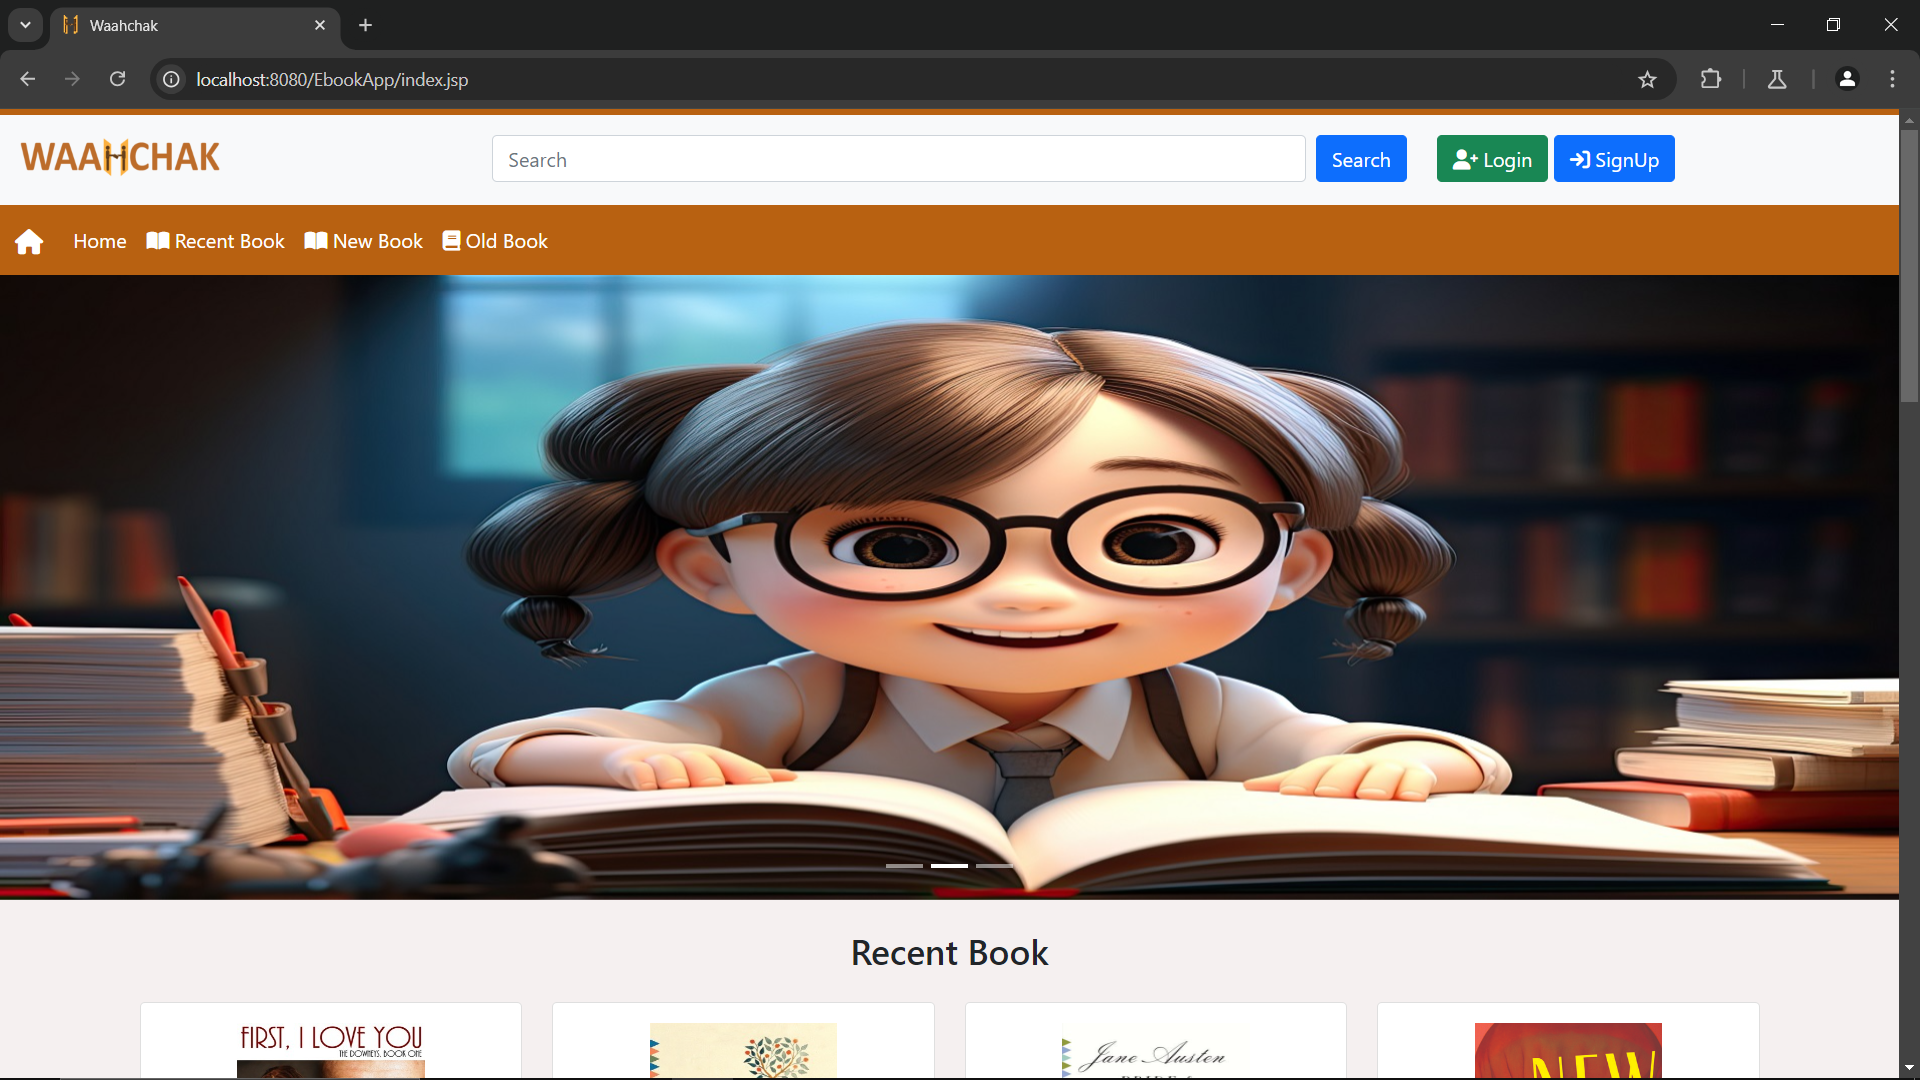 Waahchak
localhost:8080/EbookApp/index.jsp
WAAHCHAK
Search
Search
Login
SignUp
Home
Recent Book
New Book
Old Book
Recent Book
FIRST, I LOVE YOU
THE DOWNEYS, BOOK ONE
Jane Austen
NEW